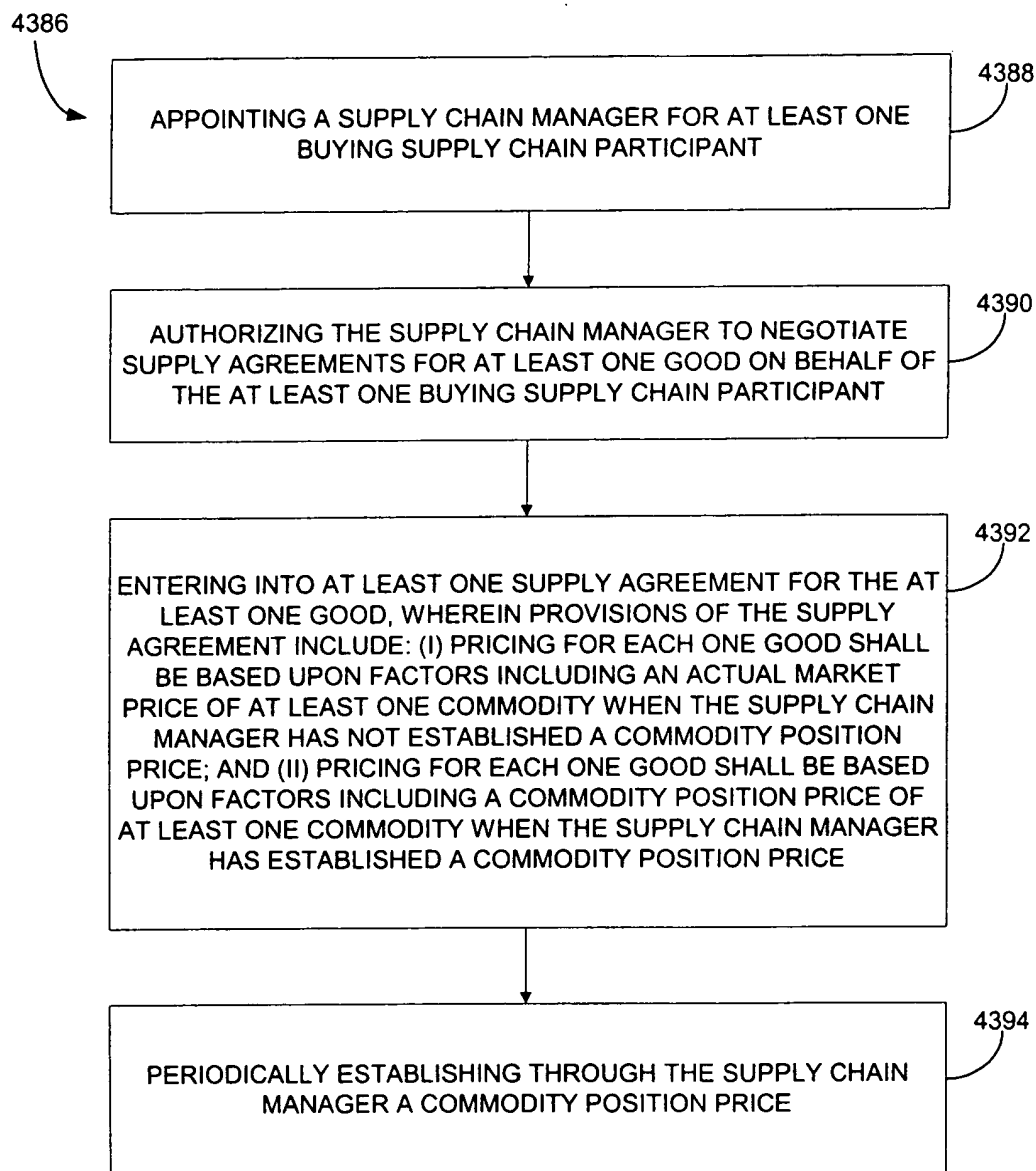 4386
4388
APPOINTING A SUPPLY CHAIN MANAGER FOR AT LEAST ONE
BUYING SUPPLY CHAIN PARTICIPANT
4390
AUTHORIZING THE SUPPLY CHAIN MANAGER TO NEGOTIATE
SUPPLY AGREEMENTS FOR AT LEAST ONE GOOD ON BEHALF OF
THE AT LEAST ONE BUYING SUPPLY CHAIN PARTICIPANT
4392
ENTERING INTO AT LEAST ONE SUPPLY AGREEMENT FOR THE AT
LEAST ONE GOOD, WHEREIN PROVISIONS OF THE SUPPLY
AGREEMENT INCLUDE: (I) PRICING FOR EACH ONE GOOD SHALL
BE BASED UPON FACTORS INCLUDING AN ACTUAL MARKET
PRICE OF AT LEAST ONE COMMODITY WHEN THE SUPPLY CHAIN
MANAGER HAS NOT ESTABLISHED A COMMODITY POSITION
PRICE; AND (II) PRICING FOR EACH ONE GOOD SHALL BE BASED
UPON FACTORS INCLUDING A COMMODITY POSITION PRICE OF
AT LEAST ONE COMMODITY WHEN THE SUPPLY CHAIN MANAGER
HAS ESTABLISHED A COMMODITY POSITION PRICE
4394
PERIODICALLY ESTABLISHING THROUGH THE SUPPLY CHAIN
MANAGER A COMMODITY POSITION PRICE